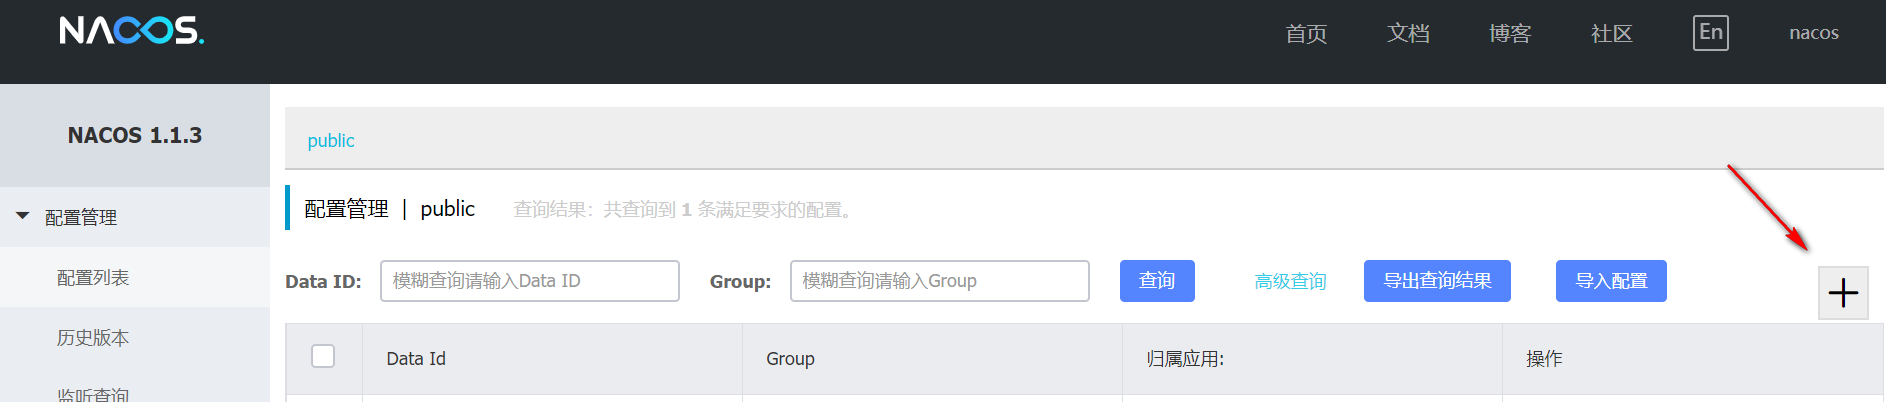 NACOS.
首页 文档 博客 社区 En nacos
NACOS 1.1.3
public
配置管理
配置管理 | public 查询结果：共查询到 1 条满足要求的配置。
配置列表
Data ID: 模糊查询请输入Data ID Group: 模糊查询请输入Group 查询 高级查询 导出查询结果 导入配置
历史版本
Data Id Group 归属应用: 操作
监听查询